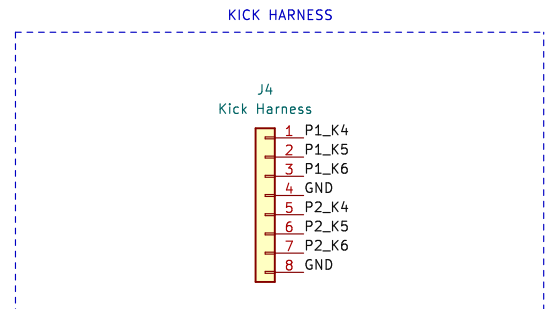 KICK HARNESS
J4
Kick Harness
1 P1_K4
2 P1_K5
3 P1_K6
4 GND
5 P2_K4
6 P2_K5
7 P2_K6
8 GND